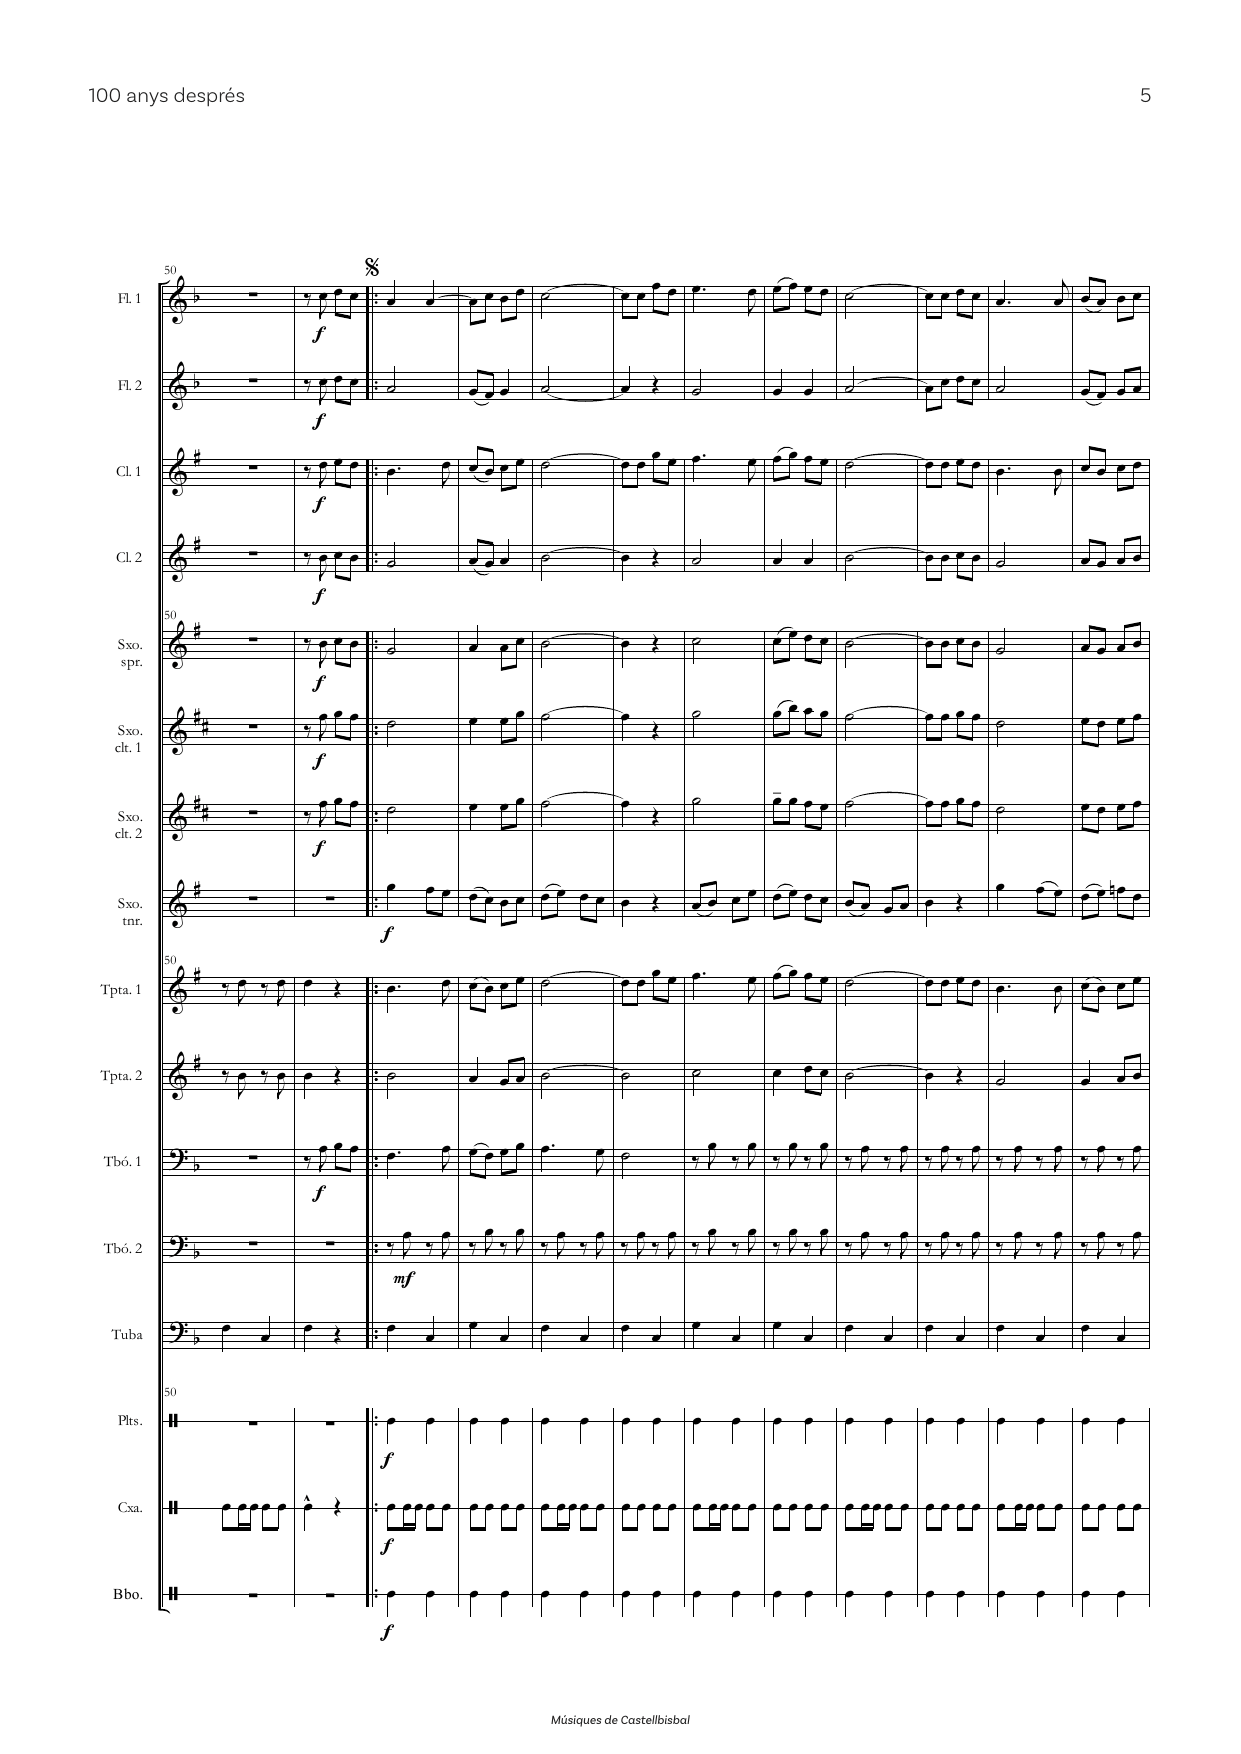 100 anys després 5
50
Fl. 1
f
Fl. 2
f
Cl. 1
f
Cl. 2
f
50
Sxo.
spr.
f
Sxo.
clt. 1
f
Sxo.
clt. 2
f
Sxo.
tnr.
f
50
Tpta. 1
Tpta. 2
Tbó. 1
f
Tbó. 2
mf
Tuba
50
Plts.
f
Cxa.
f
Bbo.
f
Músiques de Castellbisbal